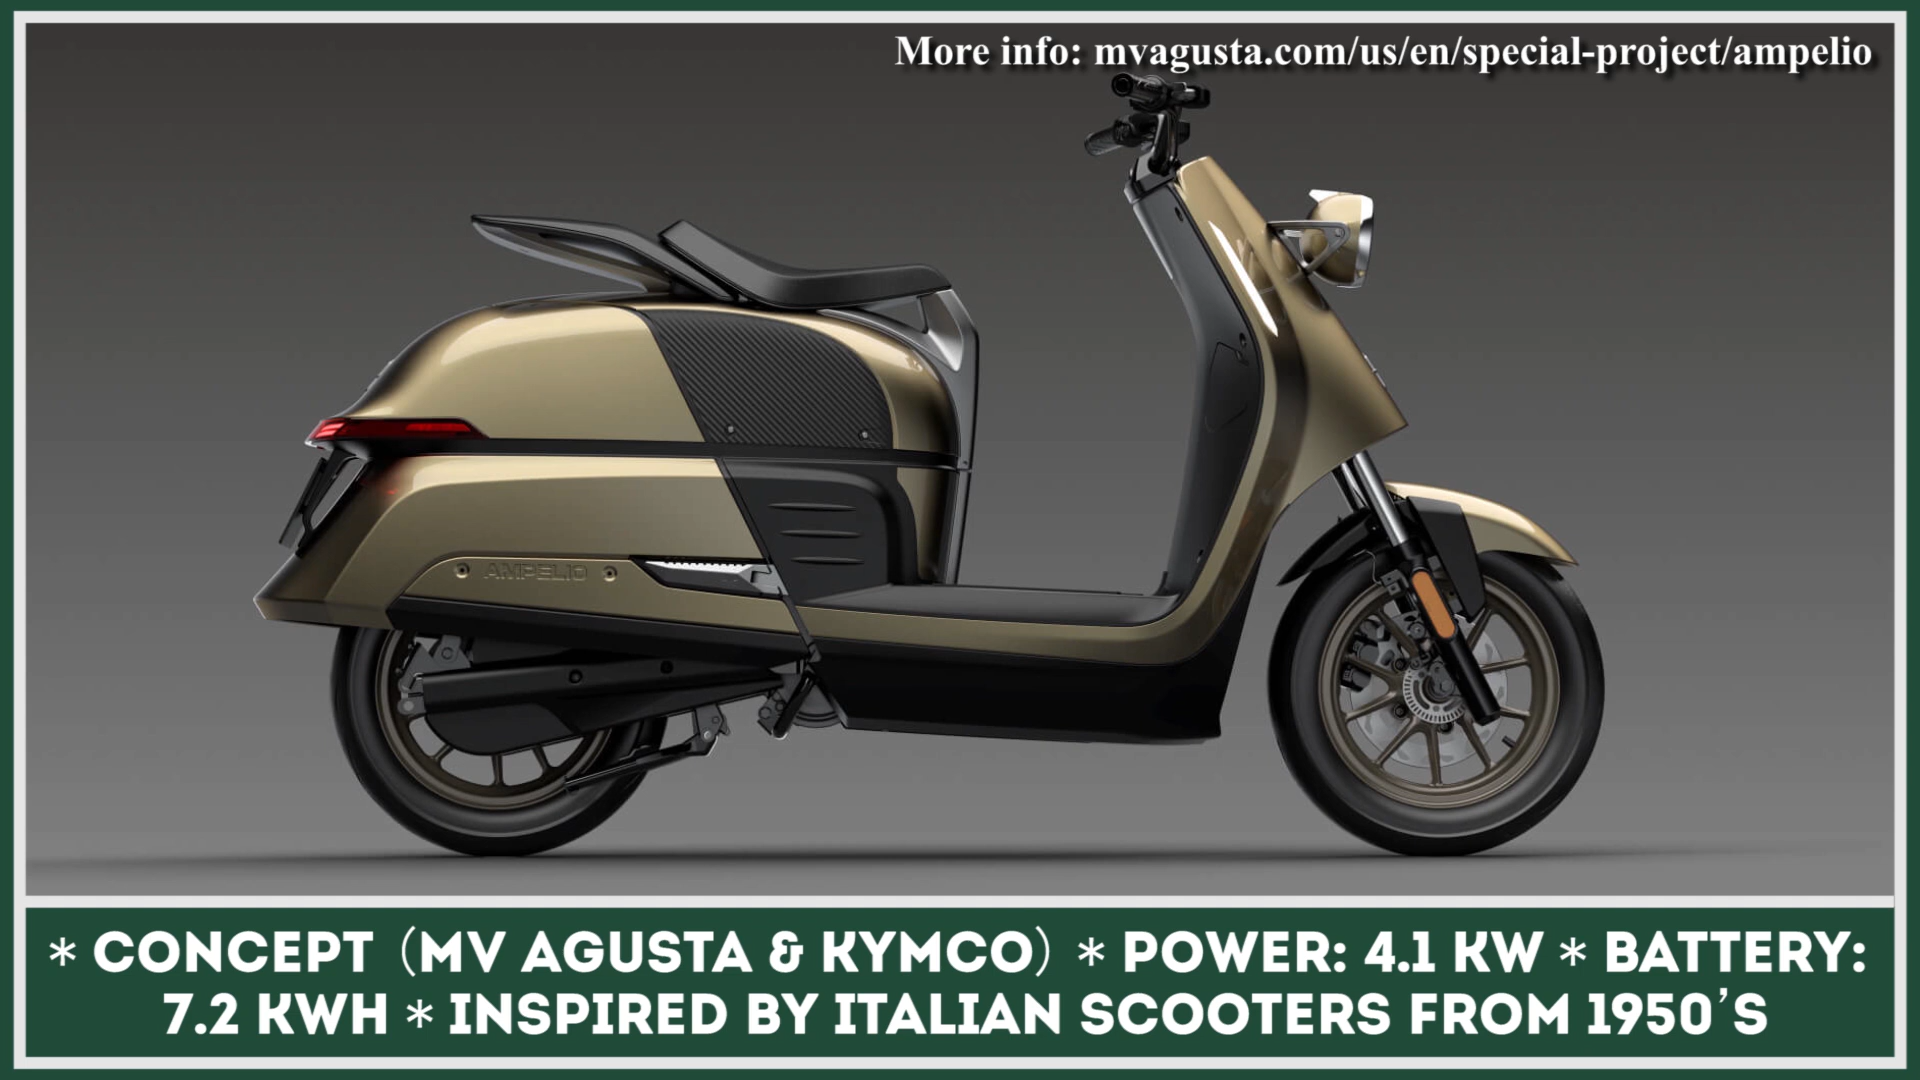 More info: mvagusta.com/us/en/special-project/ampelio
AMPELIO
* CONCEPT (MV AGUSTA & KYMCO) * POWER: 4.1 KW * BATTERY:
7.2 KWH * INSPIRED BY ITALIAN SCOOTERS FROM 1950'S